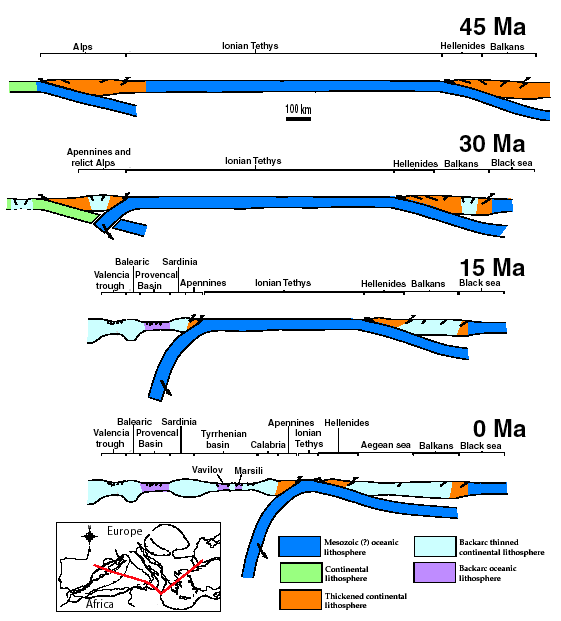 45 Ma
Alps Ionian Tethys Hellenides Balkans
100 km
30 Ma
Apennines and
relict Alps
Ionian Tethys Hellenides Balkans Black sea
15 Ma
Balearic Sardinia
Valencia
trough
Provencal
Basin
Apennines Ionian Tethys Hellenides Balkans Black sea
0 Ma
Balearic Sardinia Apennines Hellenides
Valencia
trough
Provencal
Basin
Tyrrhenian
basin
Calabria
Ionian
Tethys
Aegean sea Balkans Black sea
Vavilov Marsili
N
Europe
Africa
Mesozoic (?) oceanic
lithosphere
Continental
lithosphere
Thickened continental
lithosphere
Backarc thinned
continental lithosphere
Backarc oceanic
lithosphere